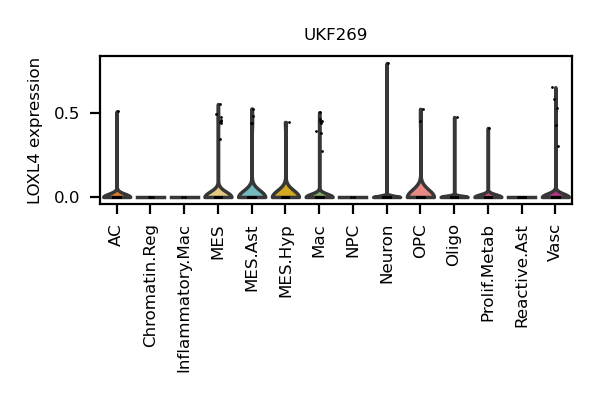 UKF269
LOXL4 expression
0.5
0.0
AC
Chromatin.Reg
Inflammatory.Mac
MES
MES.Ast
MES.Hyp
Mac
NPC
Neuron
OPC
Oligo
Prolif.Metab
Reactive.Ast
Vasc